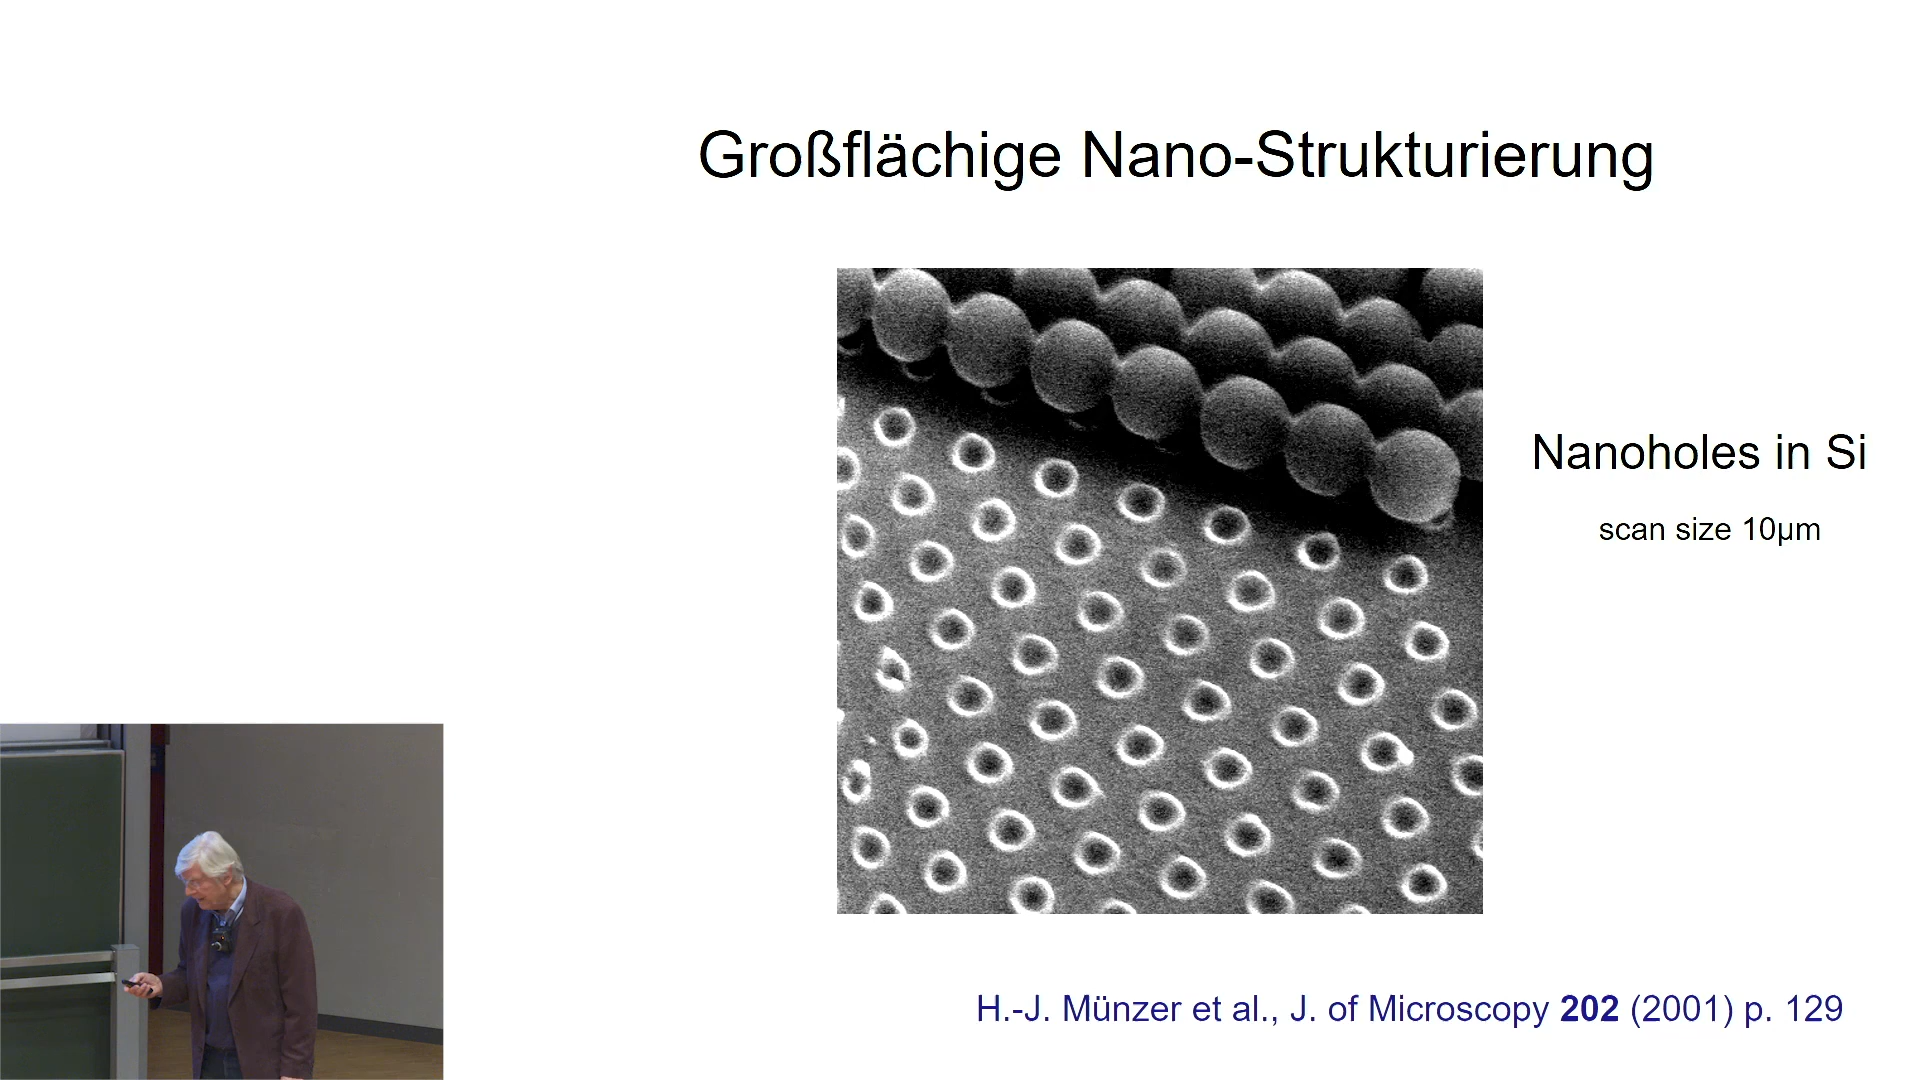 Großflächige Nano-Strukturierung
Nanoholes in Si
scan size 10µm
H.-J. Münzer et al., J. of Microscopy 202 (2001) p. 129